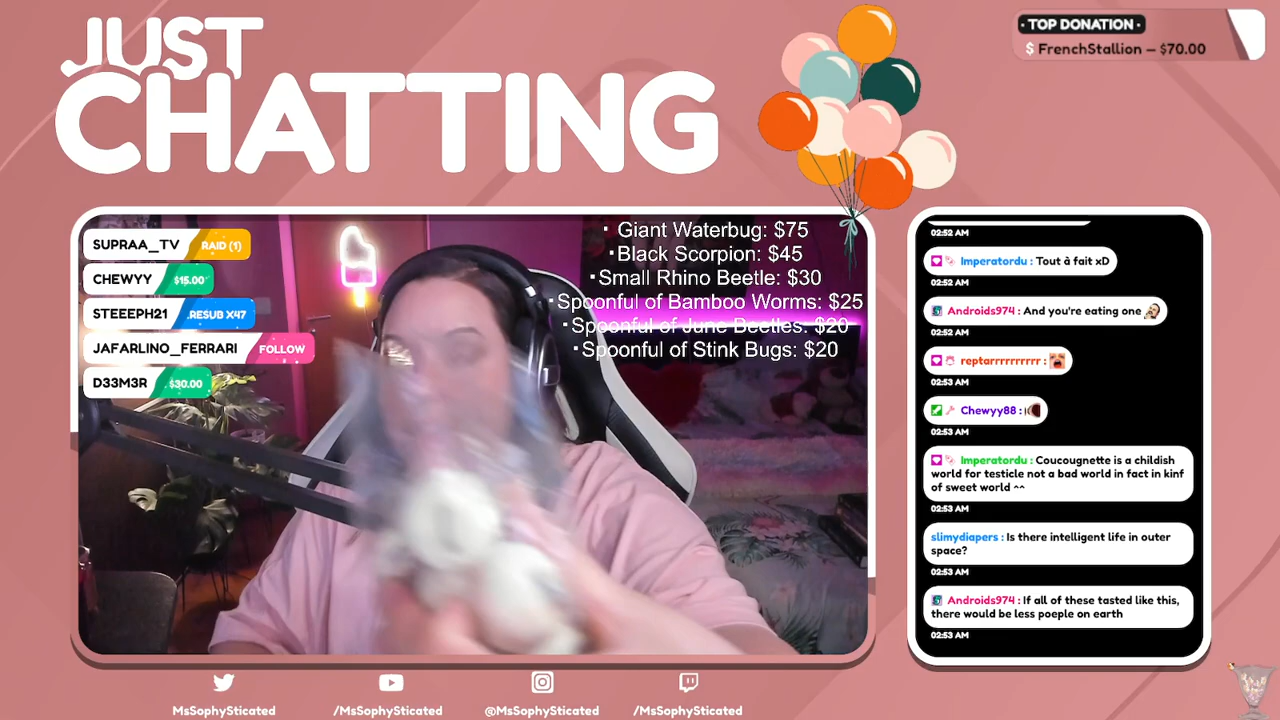 JUST
CHATTING
· TOP DONATION ·
$ FrenchStallion — $70.00
SUPRAA_TV RAID (1)
CHEWYY $15.00
STEEEPH21 RESUB X47
JAFARLINO_FERRARI FOLLOW
D33M3R $30.00
· Giant Waterbug: $75
· Black Scorpion: $45
· Small Rhino Beetle: $30
· Spoonful of Bamboo Worms: $25
· Spoonful of June Beetles: $20
· Spoonful of Stink Bugs: $20
02:52 AM
Imperatordu : Tout à fait xD
02:52 AM
Androids974 : And you're eating one
02:52 AM
reptarrrrrrrrrr :
02:53 AM
Chewyy88 :
02:53 AM
Imperatordu : Coucougnette is a childish
world for testicle not a bad world in fact in kinf
of sweet world ^^
02:53 AM
slimydiapers : Is there intelligent life in outer
space?
02:53 AM
Androids974 : If all of these tasted like this,
there would be less poeple on earth
02:53 AM
MsSophySticated
/MsSophySticated
@MsSophySticated
/MsSophySticated